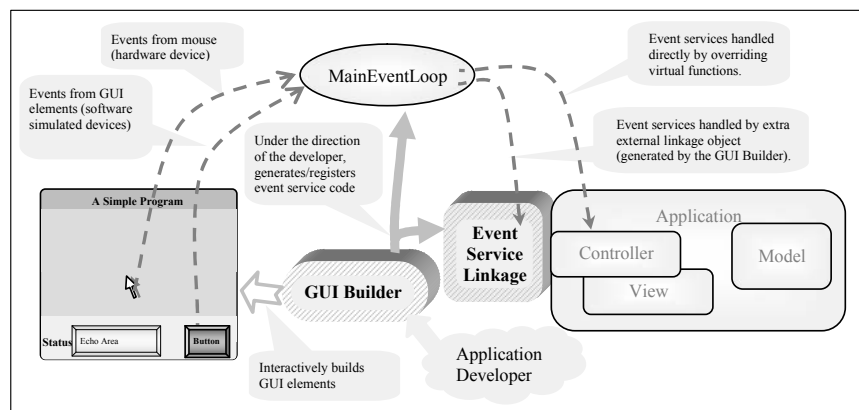 Events from mouse
(hardware device)
MainEventLoop
Event services handled
directly by overriding
virtual functions.
Events from GUI
elements (software
simulated devices)
Under the direction
of the developer,
generates/registers
event service code
Event services handled by extra
external linkage object
(generated by the GUI Builder).
A Simple Program
Application
Event
Service
Linkage
Controller
Model
View
GUI Builder
Status
Echo Area
Button
Interactively builds
GUI elements
Application
Developer